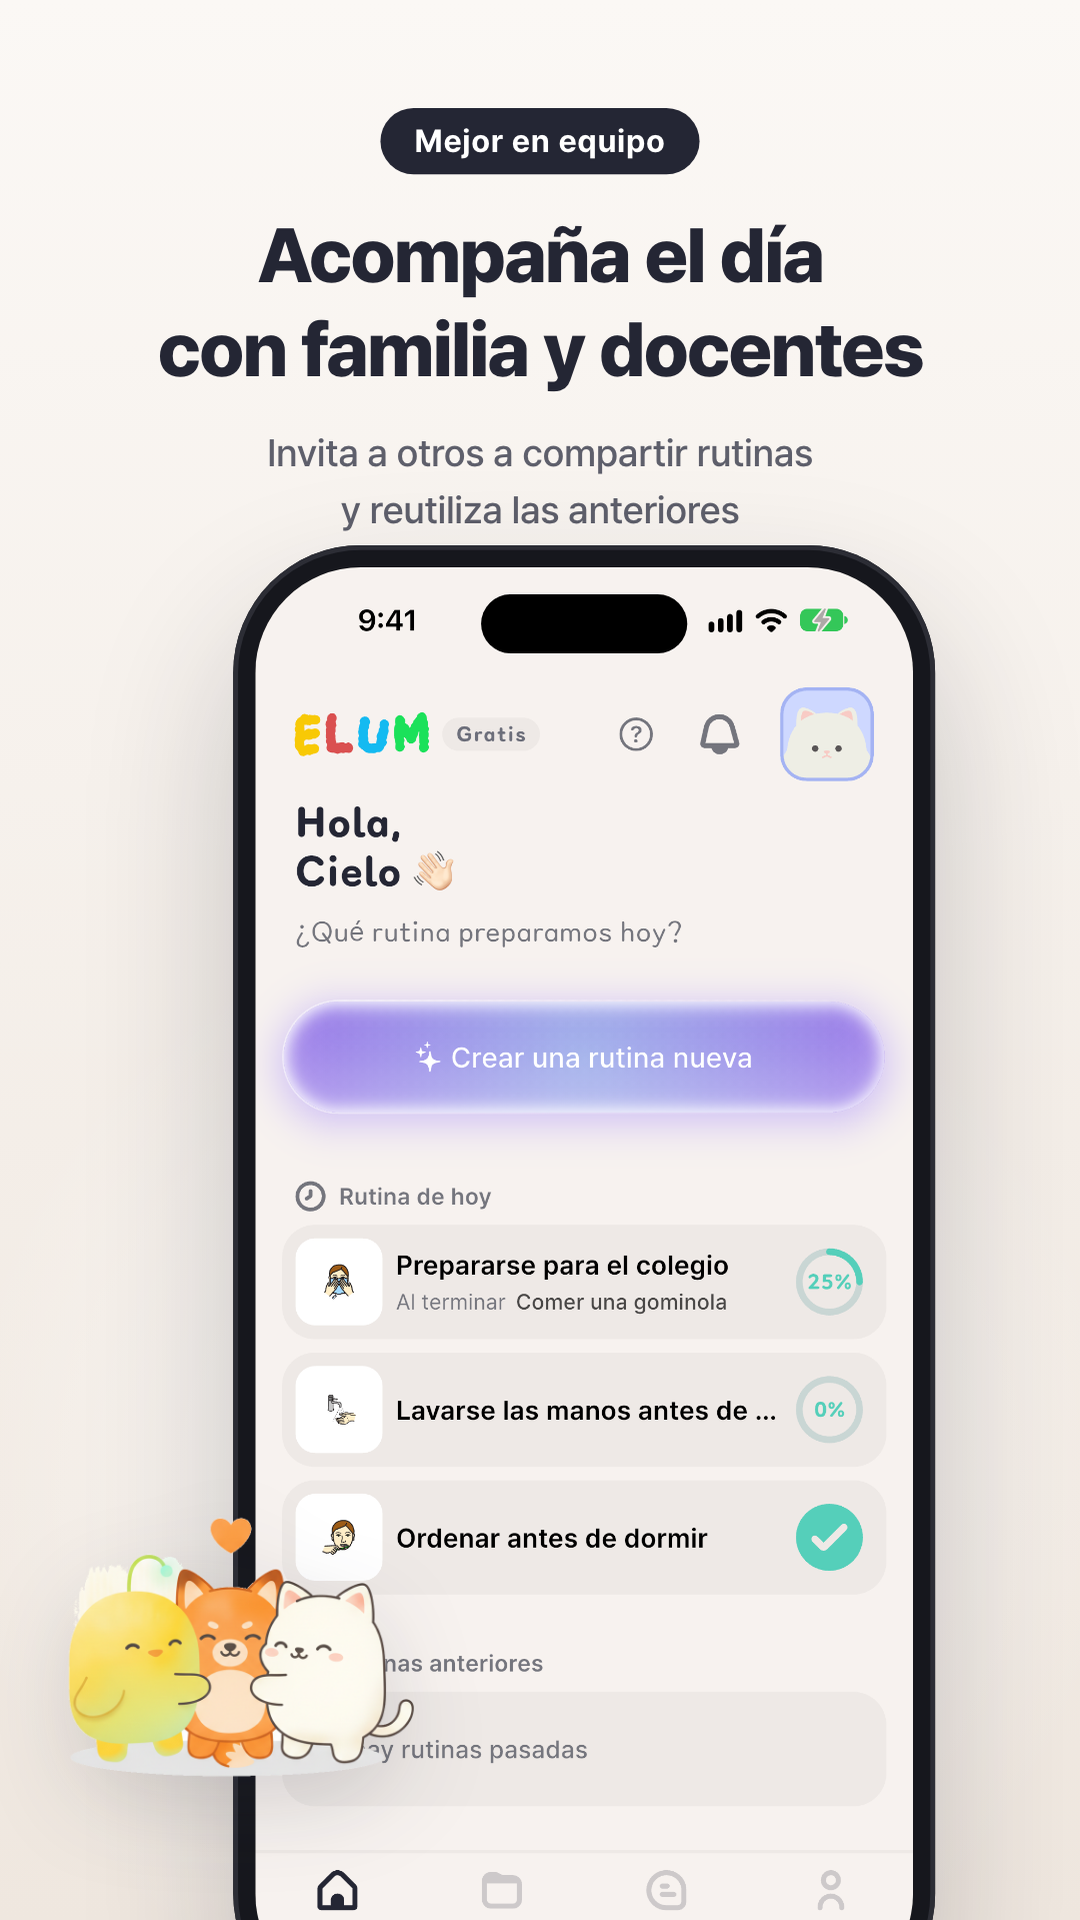 Mejor en equipo
Acompaña el día
con familia y docentes
Invita a otros a compartir rutinas
y reutiliza las anteriores
9:41
ELUM Gratis
Hola,
Cielo 👋🏻
¿Qué rutina preparamos hoy?
Crear una rutina nueva
Rutina de hoy
Prepararse para el colegio
Al terminar Comer una gominola
25%
Lavarse las manos antes de ...
0%
Ordenar antes de dormir
anteriores
rutinas pasadas